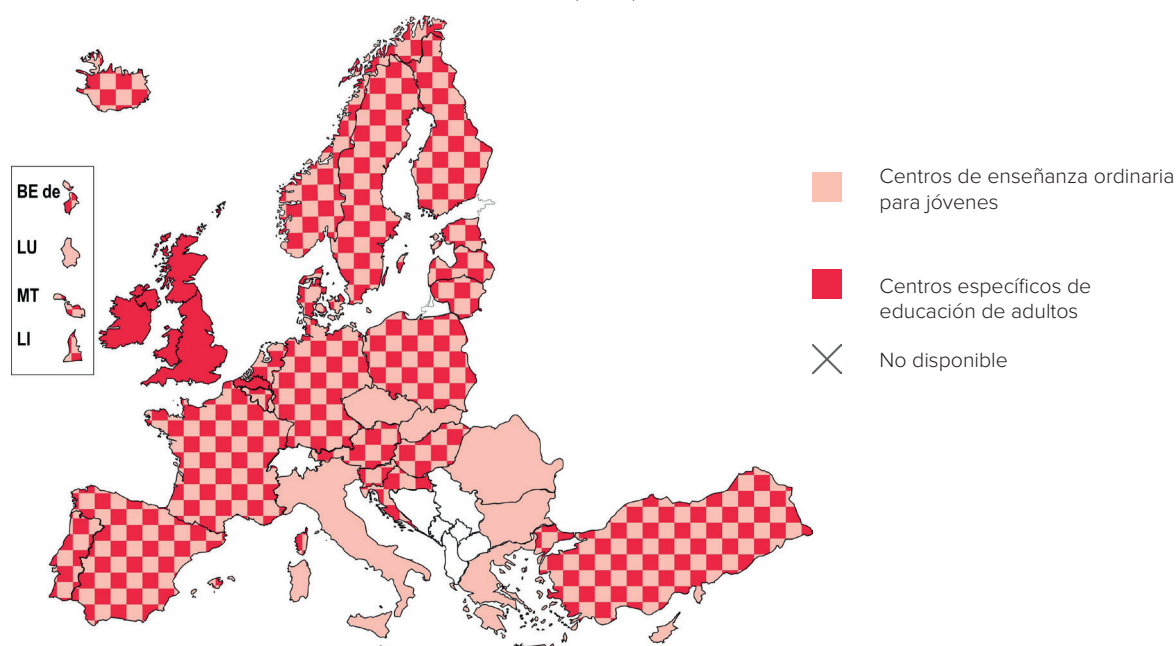 BE de
LU
MT
LI
Centros de enseñanza ordinaria
para jóvenes
Centros específicos de
educación de adultos
No disponible